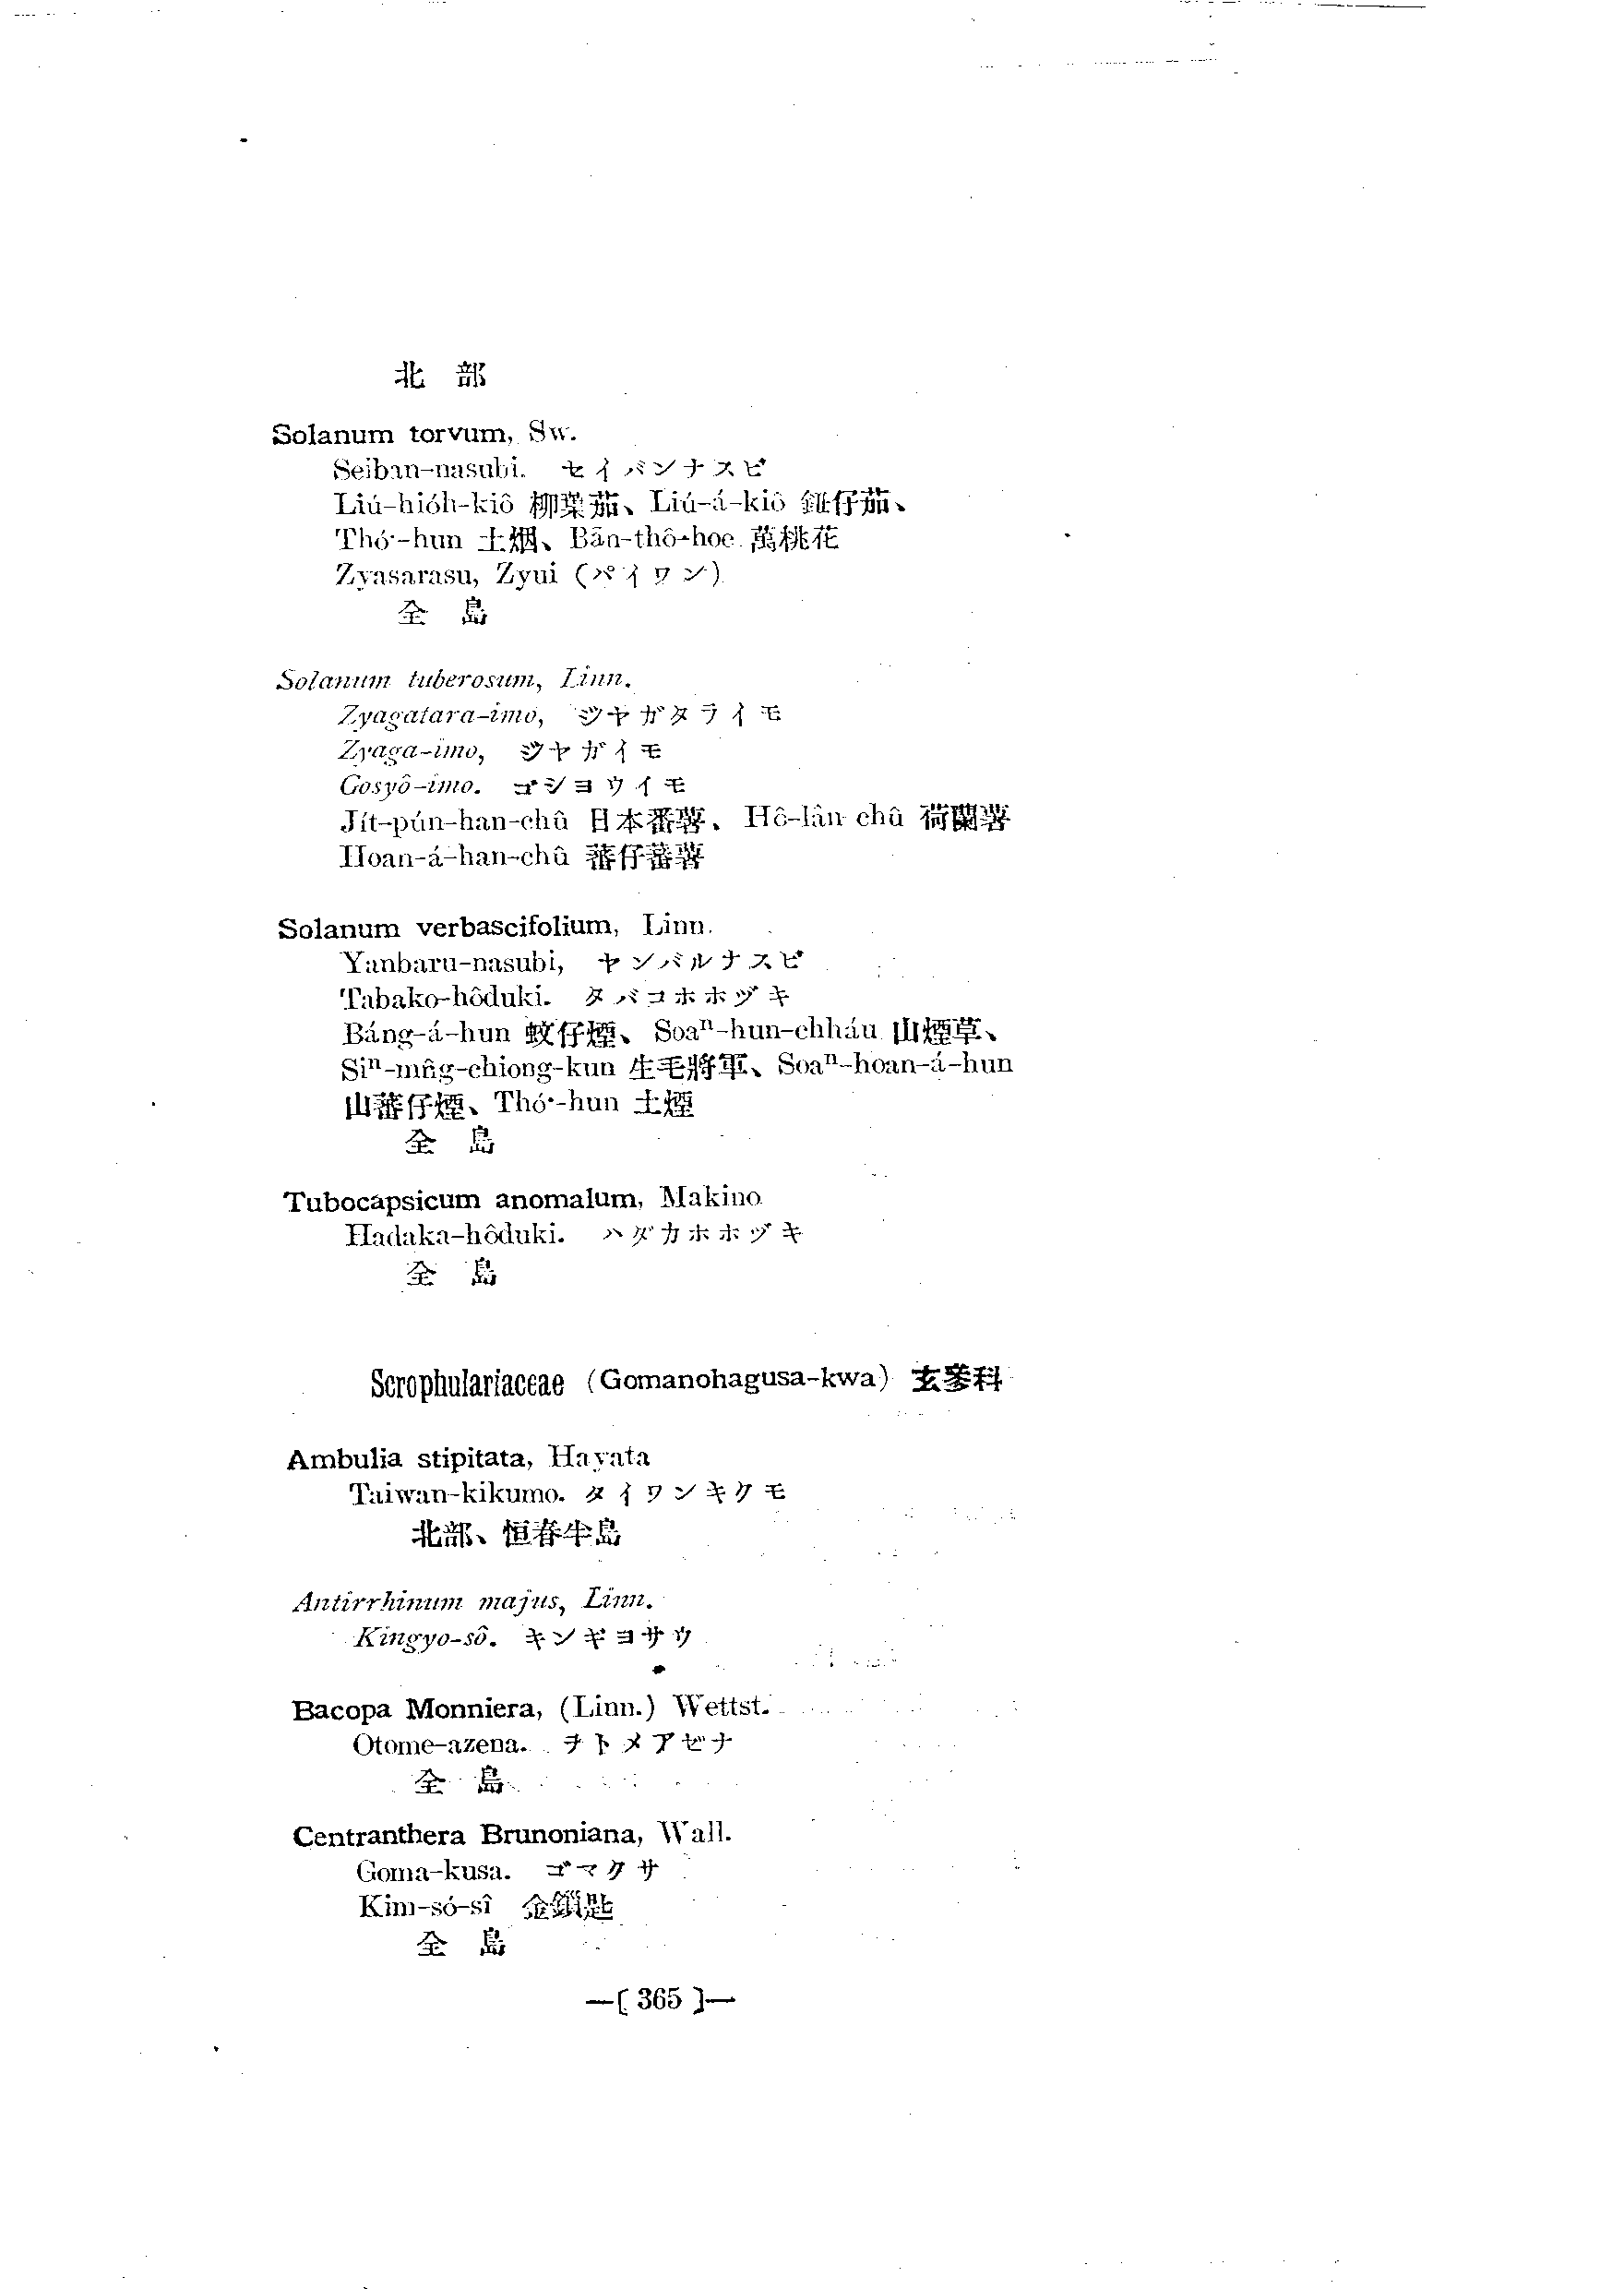 北 部
Solanum torvum, Sw.
Seiban-nasubi. セイバンナスビ
Liú-hióh-kiô 柳葉茄、Liú-á-kiô 鈕仔茄、
Thó·-hun 土烟、Bān-thô-hoe 萬桃花
Zyasarasu, Zyui (パイワン)
全 島
Solanum tuberosum, Linn.
Zyagatara-imo, ジヤガタライモ
Zyaga-imo, ジヤガイモ
Gosyô-imo. ゴシヨウイモ
Jít-pún-han-chû 日本番薯、Hô-lân chû 荷蘭薯
Hoan-á-han-chû 蕃仔蕃薯
Solanum verbascifolium, Linn.
Yanbaru-nasubi, ヤンバルナスビ
Tabako-hôduki. タバコホホヅキ
Báng-á-hun 蚊仔煙、Soaⁿ-hun-chháu 山煙草、
Siⁿ-mn̂g-chiong-kun 生毛將軍、Soaⁿ-hoan-á-hun
山蕃仔煙、Thó·-hun 土煙
全 島
Tubocapsicum anomalum, Makino
Hadaka-hôduki. ハダカホホヅキ
全 島
Scrophulariaceae (Gomanohagusa-kwa) 玄參科
Ambulia stipitata, Hayata
Taiwan-kikumo. タイワンキクモ
北部、恒春半島
Antirrhinum majus, Linn.
Kingyo-sô. キンギヨサウ
Bacopa Monniera, (Linn.) Wettst.
Otome-azena. ヲトメアゼナ
全 島
Centranthera Brunoniana, Wall.
Goma-kusa. ゴマクサ
Kim-só-sî 金鎖匙
全 島
—[ 365 ]—